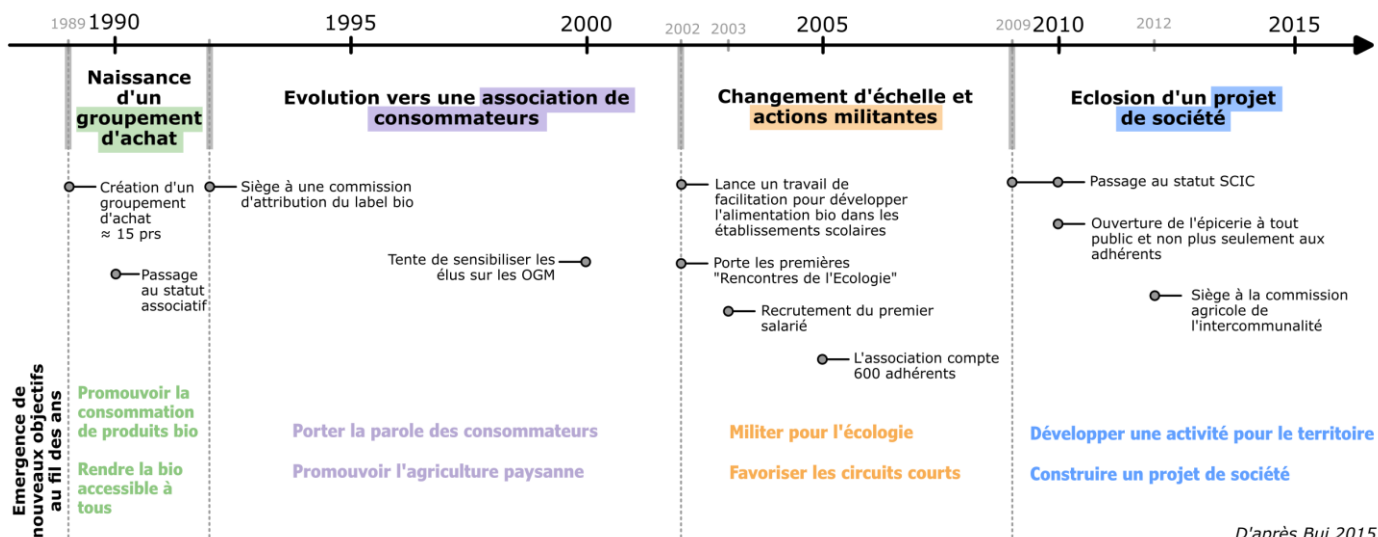 1989 1990 1995 2000 2002 2003 2005 2009 2010 2012 2015
Naissance
d'un
groupement
d'achat
Evolution vers une association de
consommateurs
Changement d'échelle et
actions militantes
Eclosion d'un projet
de société
Création d'un
groupement
d'achat
≈ 15 prs
Passage
au statut
associatif
Siège à une commission
d'attribution du label bio
Tente de sensibiliser les
élus sur les OGM
Lance un travail de
facilitation pour développer
l'alimentation bio dans les
établissements scolaires
Porte les premières
"Rencontres de l'Ecologie"
Recrutement du premier
salarié
L'association compte
600 adhérents
Passage au statut SCIC
Ouverture de l'épicerie à tout
public et non plus seulement aux
adhérents
Siège à la commission
agricole de
l'intercommunalité
Emergence de
nouveaux objectifs
au fil des ans
Promouvoir la
consommation
de produits bio
Rendre la bio
accessible à
tous
Porter la parole des consommateurs
Promouvoir l'agriculture paysanne
Militer pour l'écologie
Favoriser les circuits courts
Développer une activité pour le territoire
Construire un projet de société
D'après Bui 2015